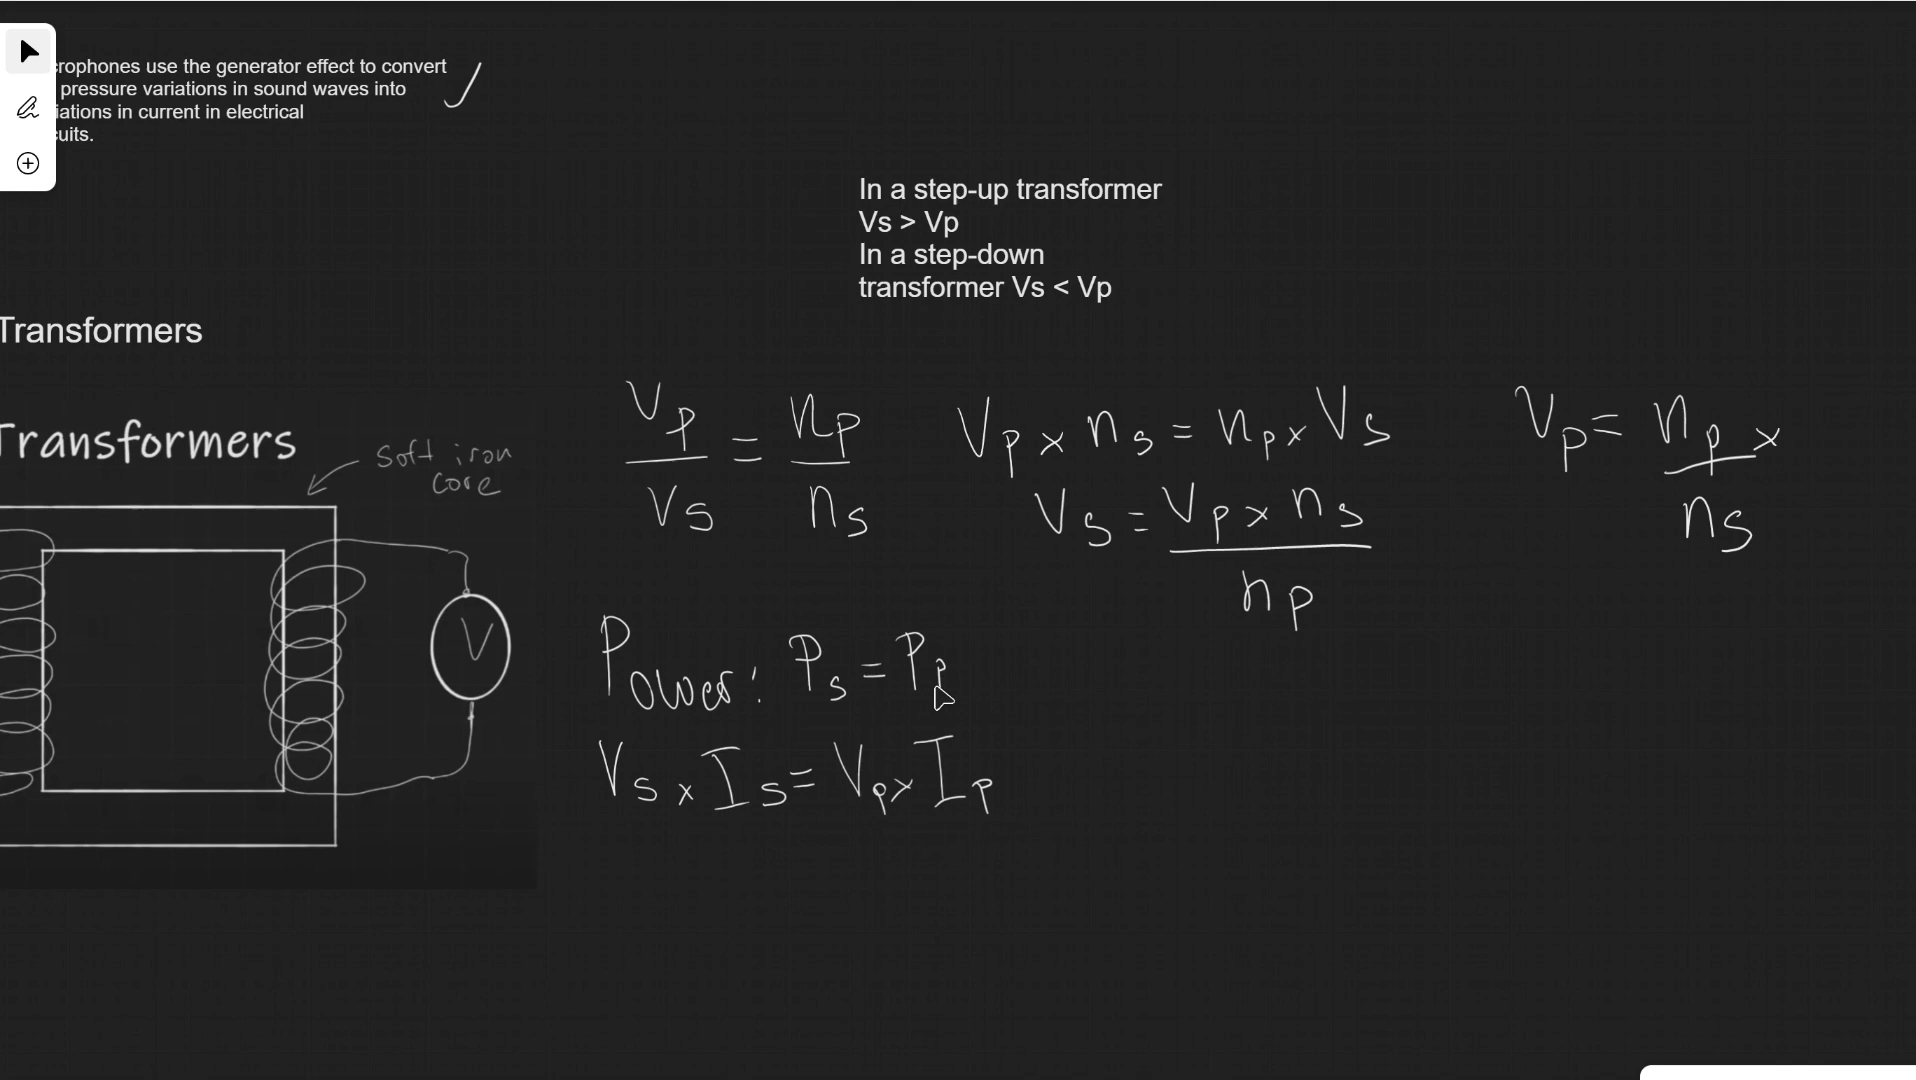 rophones use the generator effect to convert
pressure variations in sound waves into
iations in current in electrical
cuits.
In a step-up transformer
Vs > Vp
In a step-down
transformer Vs < Vp
Transformers
Transformers
Soft iron
core
V
Vp/Vs = np/ns
Vp x ns = np x Vs
Vs = Vp x ns / np
Vp = np x / ns
Power: Ps = Pp
Vs x Is = Vp x Ip